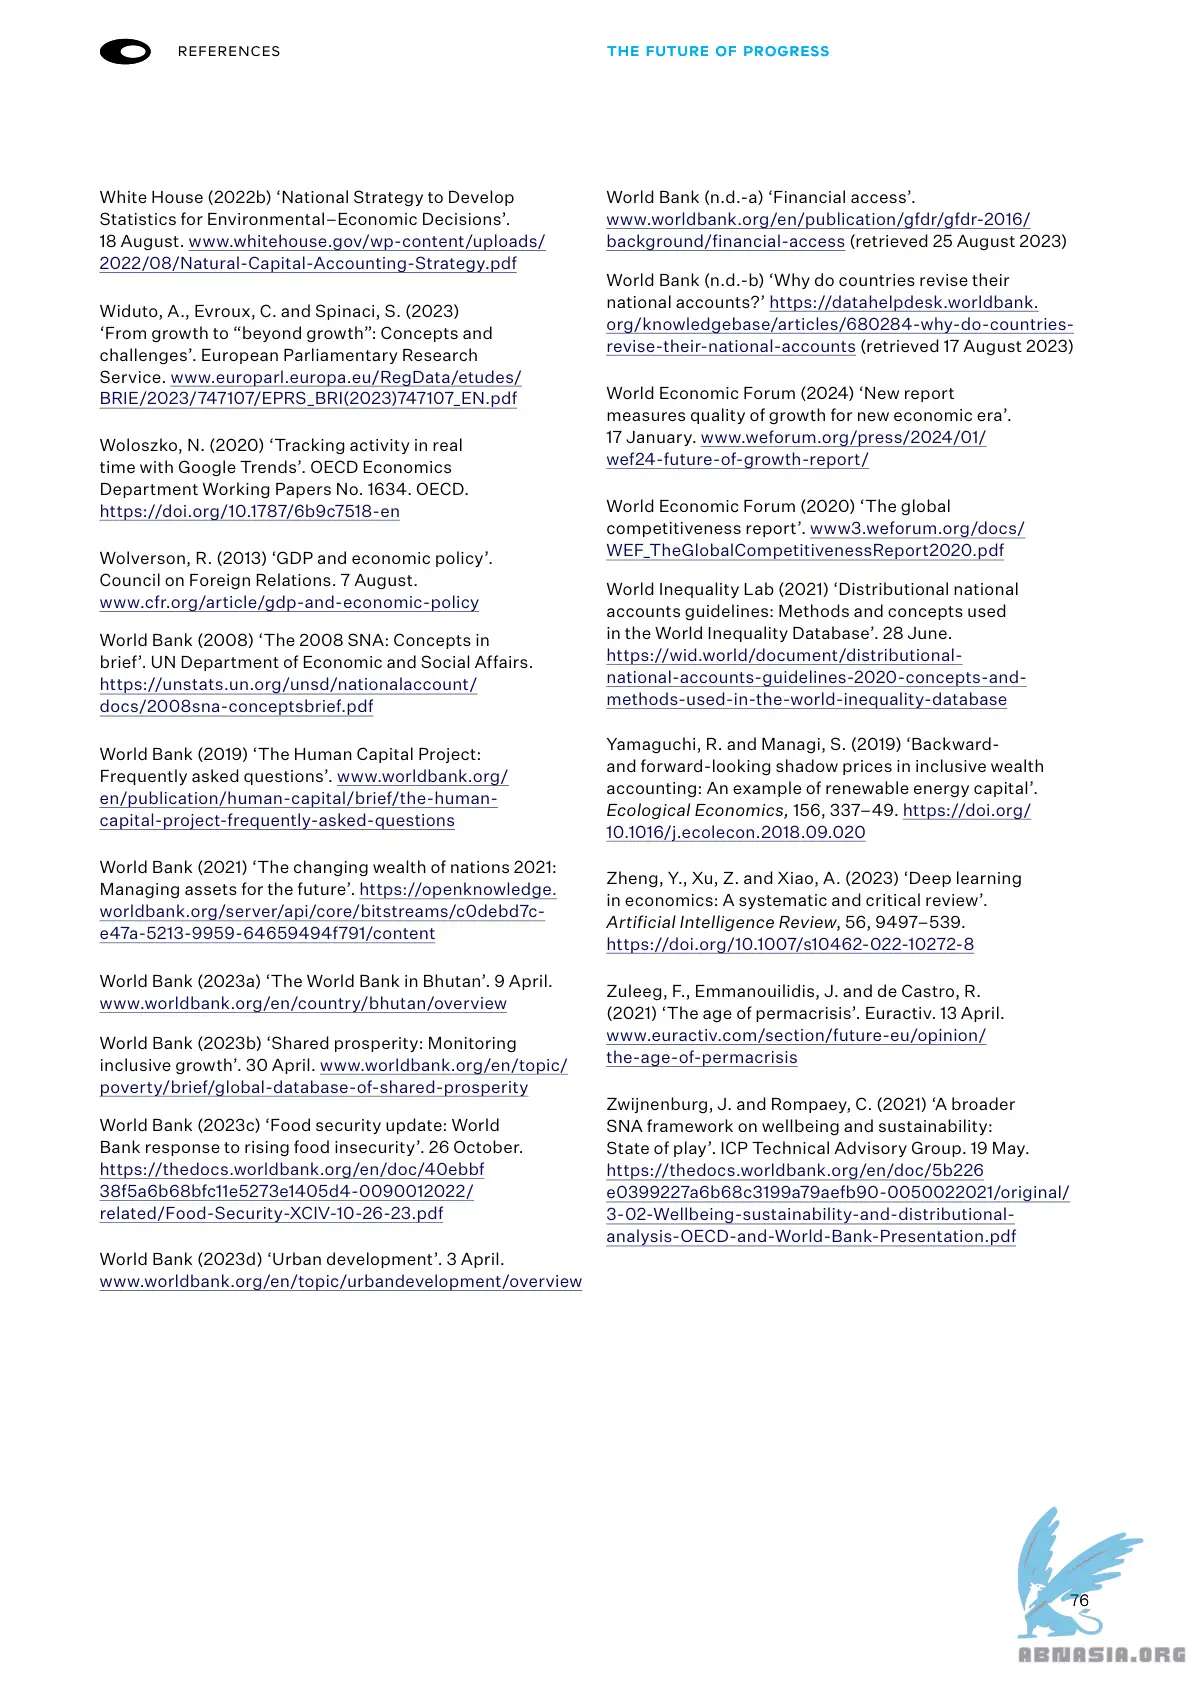 REFERENCES
THE FUTURE OF PROGRESS
White House (2022b) ‘National Strategy to Develop
Statistics for Environmental–Economic Decisions’.
18 August. www.whitehouse.gov/wp-content/uploads/
2022/08/Natural-Capital-Accounting-Strategy.pdf
Widuto, A., Evroux, C. and Spinaci, S. (2023)
‘From growth to “beyond growth”: Concepts and
challenges’. European Parliamentary Research
Service. www.europarl.europa.eu/RegData/etudes/
BRIE/2023/747107/EPRS_BRI(2023)747107_EN.pdf
Woloszko, N. (2020) ‘Tracking activity in real
time with Google Trends’. OECD Economics
Department Working Papers No. 1634. OECD.
https://doi.org/10.1787/6b9c7518-en
Wolverson, R. (2013) ‘GDP and economic policy’.
Council on Foreign Relations. 7 August.
www.cfr.org/article/gdp-and-economic-policy
World Bank (2008) ‘The 2008 SNA: Concepts in
brief’. UN Department of Economic and Social Affairs.
https://unstats.un.org/unsd/nationalaccount/
docs/2008sna-conceptsbrief.pdf
World Bank (2019) ‘The Human Capital Project:
Frequently asked questions’. www.worldbank.org/
en/publication/human-capital/brief/the-human-
capital-project-frequently-asked-questions
World Bank (2021) ‘The changing wealth of nations 2021:
Managing assets for the future’. https://openknowledge.
worldbank.org/server/api/core/bitstreams/c0debd7c-
e47a-5213-9959-64659494f791/content
World Bank (2023a) ‘The World Bank in Bhutan’. 9 April.
www.worldbank.org/en/country/bhutan/overview
World Bank (2023b) ‘Shared prosperity: Monitoring
inclusive growth’. 30 April. www.worldbank.org/en/topic/
poverty/brief/global-database-of-shared-prosperity
World Bank (2023c) ‘Food security update: World
Bank response to rising food insecurity’. 26 October.
https://thedocs.worldbank.org/en/doc/40ebbf
38f5a6b68bfc11e5273e1405d4-0090012022/
related/Food-Security-XCIV-10-26-23.pdf
World Bank (2023d) ‘Urban development’. 3 April.
www.worldbank.org/en/topic/urbandevelopment/overview
World Bank (n.d.-a) ‘Financial access’.
www.worldbank.org/en/publication/gfdr/gfdr-2016/
background/financial-access (retrieved 25 August 2023)
World Bank (n.d.-b) ‘Why do countries revise their
national accounts?’ https://datahelpdesk.worldbank.
org/knowledgebase/articles/680284-why-do-countries-
revise-their-national-accounts (retrieved 17 August 2023)
World Economic Forum (2024) ‘New report
measures quality of growth for new economic era’.
17 January. www.weforum.org/press/2024/01/
wef24-future-of-growth-report/
World Economic Forum (2020) ‘The global
competitiveness report’. www3.weforum.org/docs/
WEF_TheGlobalCompetitivenessReport2020.pdf
World Inequality Lab (2021) ‘Distributional national
accounts guidelines: Methods and concepts used
in the World Inequality Database’. 28 June.
https://wid.world/document/distributional-
national-accounts-guidelines-2020-concepts-and-
methods-used-in-the-world-inequality-database
Yamaguchi, R. and Managi, S. (2019) ‘Backward-
and forward-looking shadow prices in inclusive wealth
accounting: An example of renewable energy capital’.
Ecological Economics, 156, 337–49. https://doi.org/
10.1016/j.ecolecon.2018.09.020
Zheng, Y., Xu, Z. and Xiao, A. (2023) ‘Deep learning
in economics: A systematic and critical review’.
Artificial Intelligence Review, 56, 9497–539.
https://doi.org/10.1007/s10462-022-10272-8
Zuleeg, F., Emmanouilidis, J. and de Castro, R.
(2021) ‘The age of permacrisis’. Euractiv. 13 April.
www.euractiv.com/section/future-eu/opinion/
the-age-of-permacrisis
Zwijnenburg, J. and Rompaey, C. (2021) ‘A broader
SNA framework on wellbeing and sustainability:
State of play’. ICP Technical Advisory Group. 19 May.
https://thedocs.worldbank.org/en/doc/5b226
e0399227a6b68c3199a79aefb90-0050022021/original/
3-02-Wellbeing-sustainability-and-distributional-
analysis-OECD-and-World-Bank-Presentation.pdf
76
ABNASIA.ORG